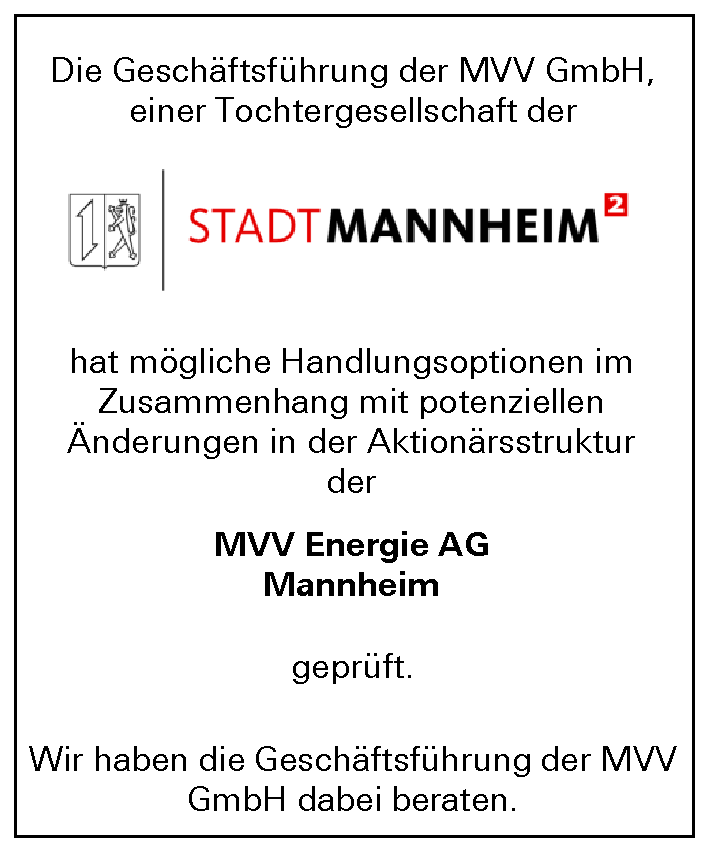 Die Geschäftsführung der MVV GmbH,
einer Tochtergesellschaft der
STADTMANNHEIM²
hat mögliche Handlungsoptionen im
Zusammenhang mit potenziellen
Änderungen in der Aktionärsstruktur
der
MVV Energie AG
Mannheim
geprüft.
Wir haben die Geschäftsführung der MVV
GmbH dabei beraten.